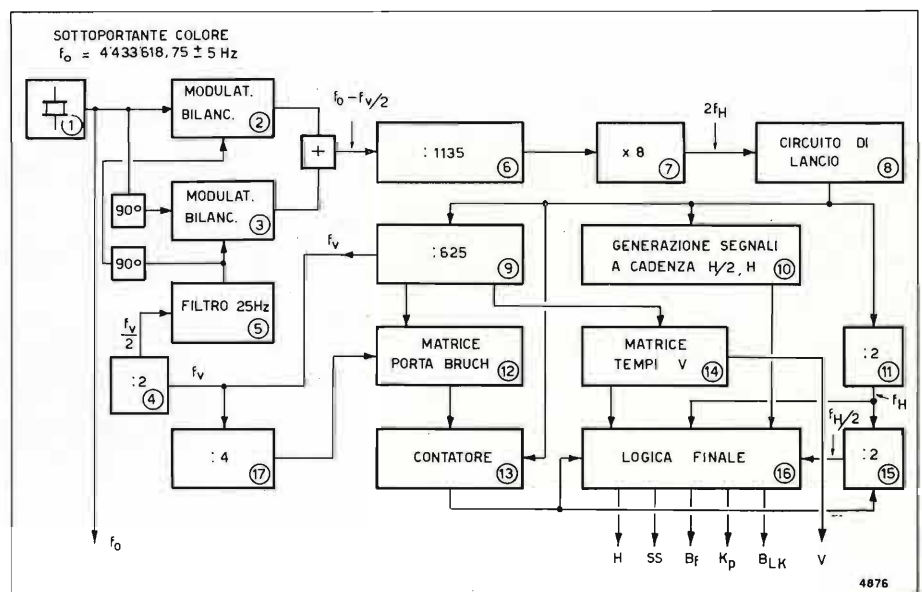 SOTTOPORTANTE COLORE
fo = 4'433'618,75 ± 5 Hz
1
MODULAT.
BILANC.
2
fo - fv/2
+
: 1135
6
x 8
7
2fH
CIRCUITO DI
LANCIO
8
90°
MODULAT.
BILANC.
3
90°
fv
: 625
9
GENERAZIONE SEGNALI
A CADENZA H/2, H
10
FILTRO 25Hz
5
fv
2
:2
4
fv
MATRICE
PORTA BRUCH
12
MATRICE
TEMPI V
14
:2
11
fH
fH/2
: 4
17
CONTATORE
13
LOGICA FINALE
16
:2
15
fo
H SS Bf Kp BLK V
4876